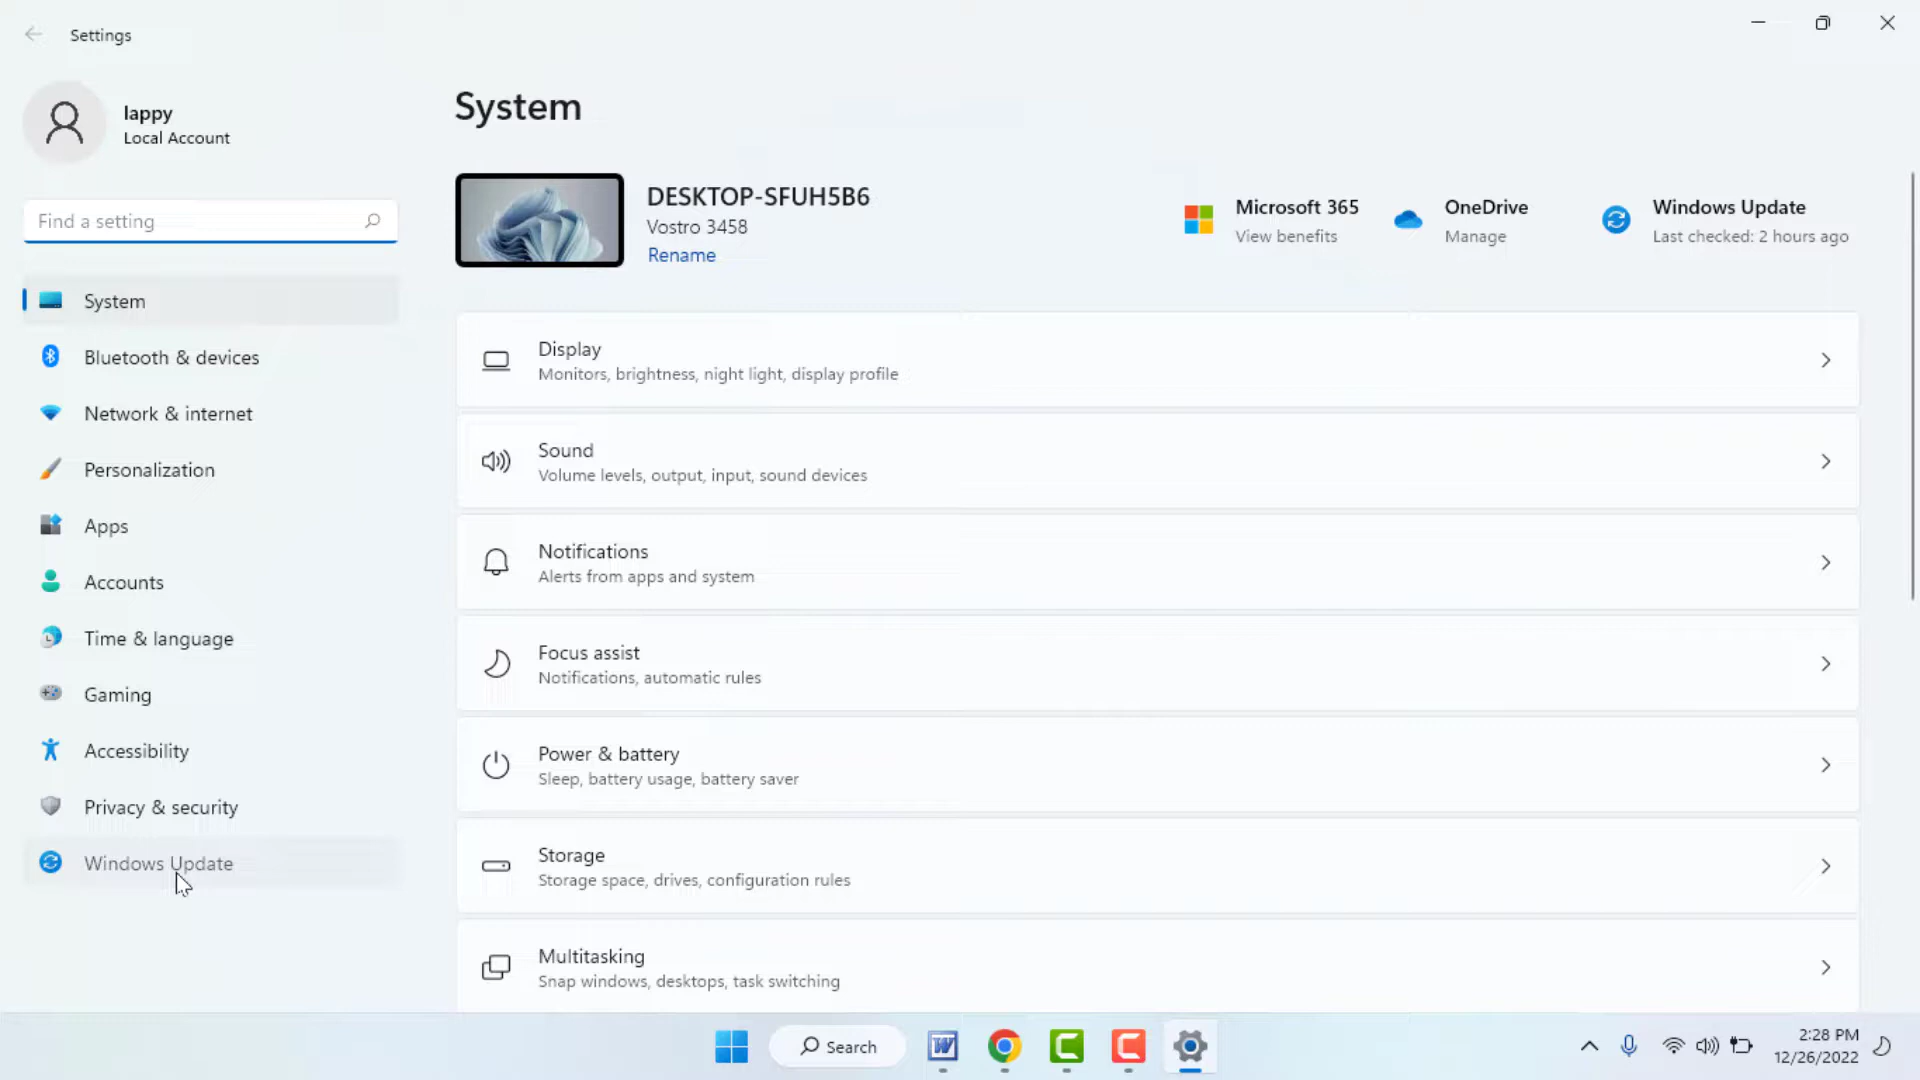 Settings
lappy
Local Account
Find a setting
System
Bluetooth & devices
Network & internet
Personalization
Apps
Accounts
Time & language
Gaming
Accessibility
Privacy & security
Windows Update
System
DESKTOP-SFUH5B6
Vostro 3458
Rename
Microsoft 365
View benefits
OneDrive
Manage
Windows Update
Last checked: 2 hours ago
Display
Monitors, brightness, night light, display profile
Sound
Volume levels, output, input, sound devices
Notifications
Alerts from apps and system
Focus assist
Notifications, automatic rules
Power & battery
Sleep, battery usage, battery saver
Storage
Storage space, drives, configuration rules
Multitasking
Snap windows, desktops, task switching
Search
2:28 PM
12/26/2022